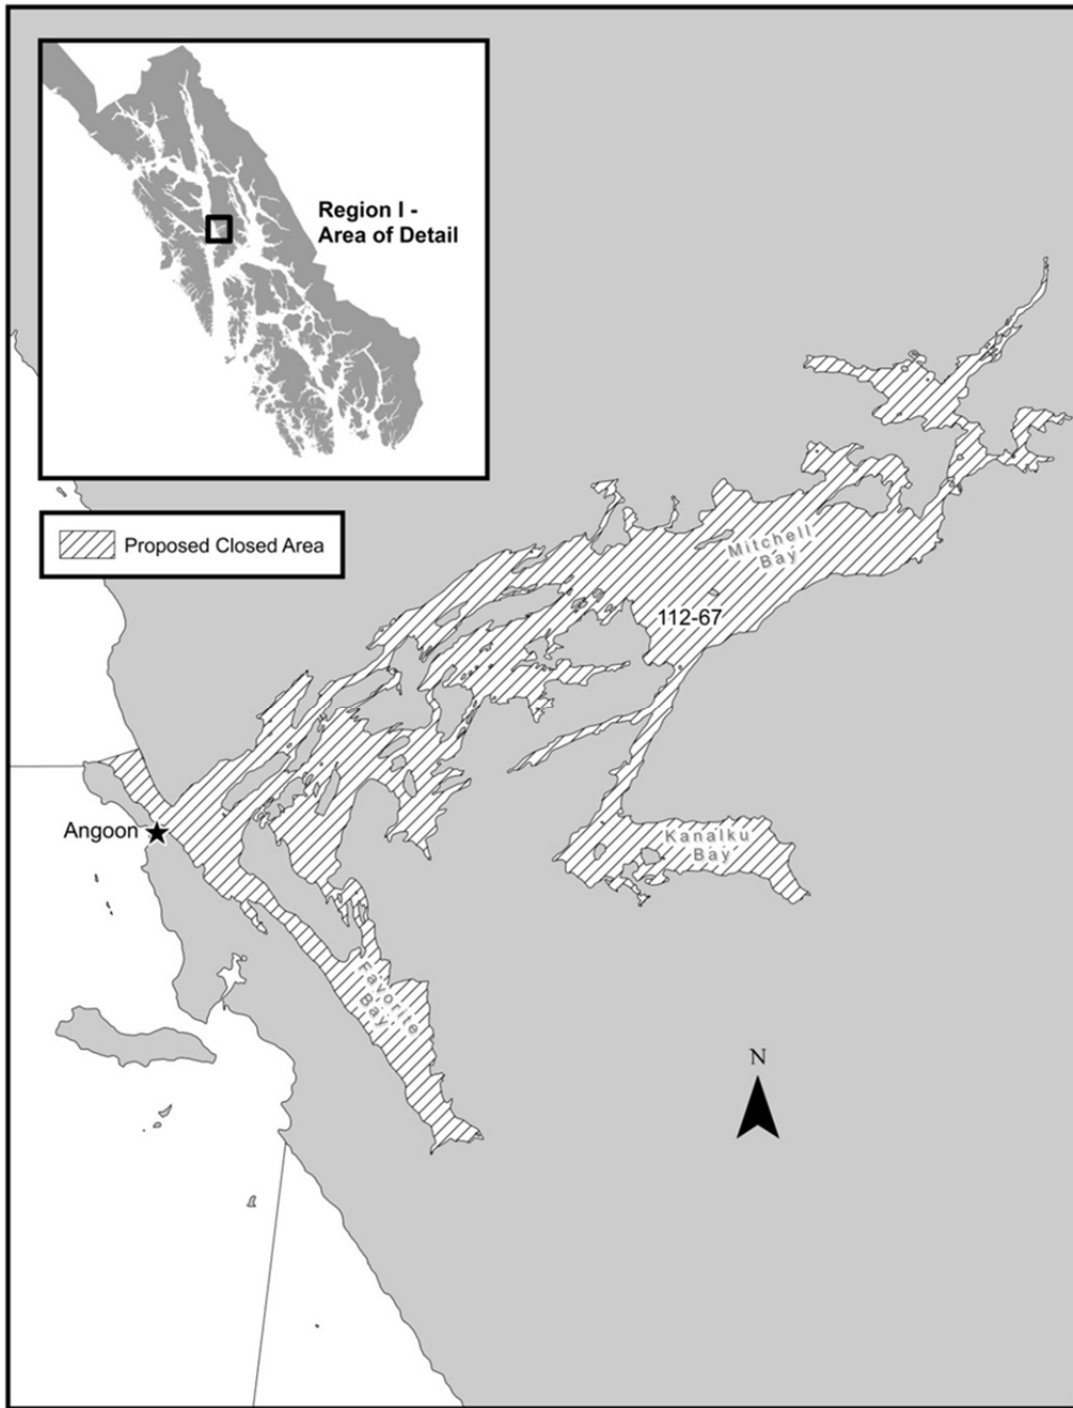 Region I -
Area of Detail
Proposed Closed Area
Mitchell
Bay
112-67
Angoon
Kanalku
Bay
Favorite
Bay
N